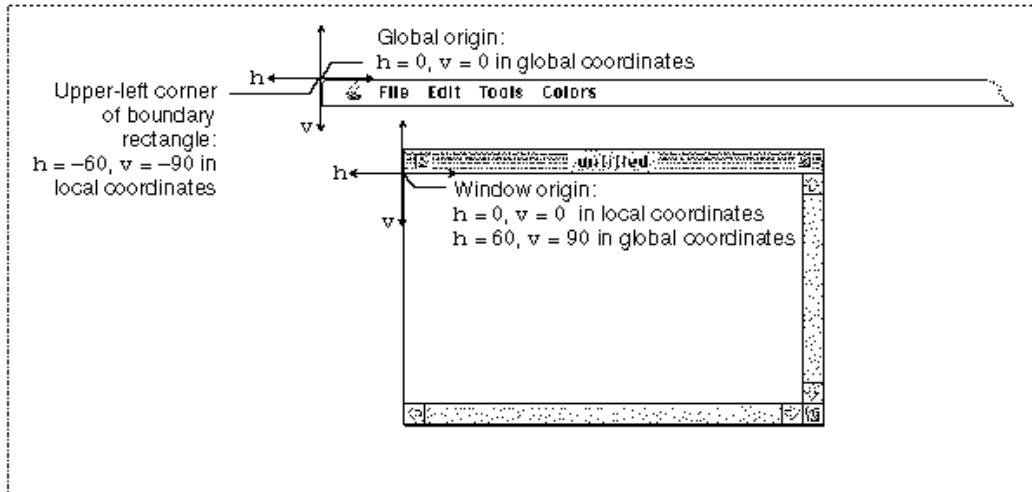 Global origin:
h = 0, v = 0 in global coordinates
h
File Edit Tools Colors
Upper-left corner
of boundary
rectangle:
h = −60, v = −90 in
local coordinates
v
untitled
h
Window origin:
h = 0, v = 0 in local coordinates
h = 60, v = 90 in global coordinates
v